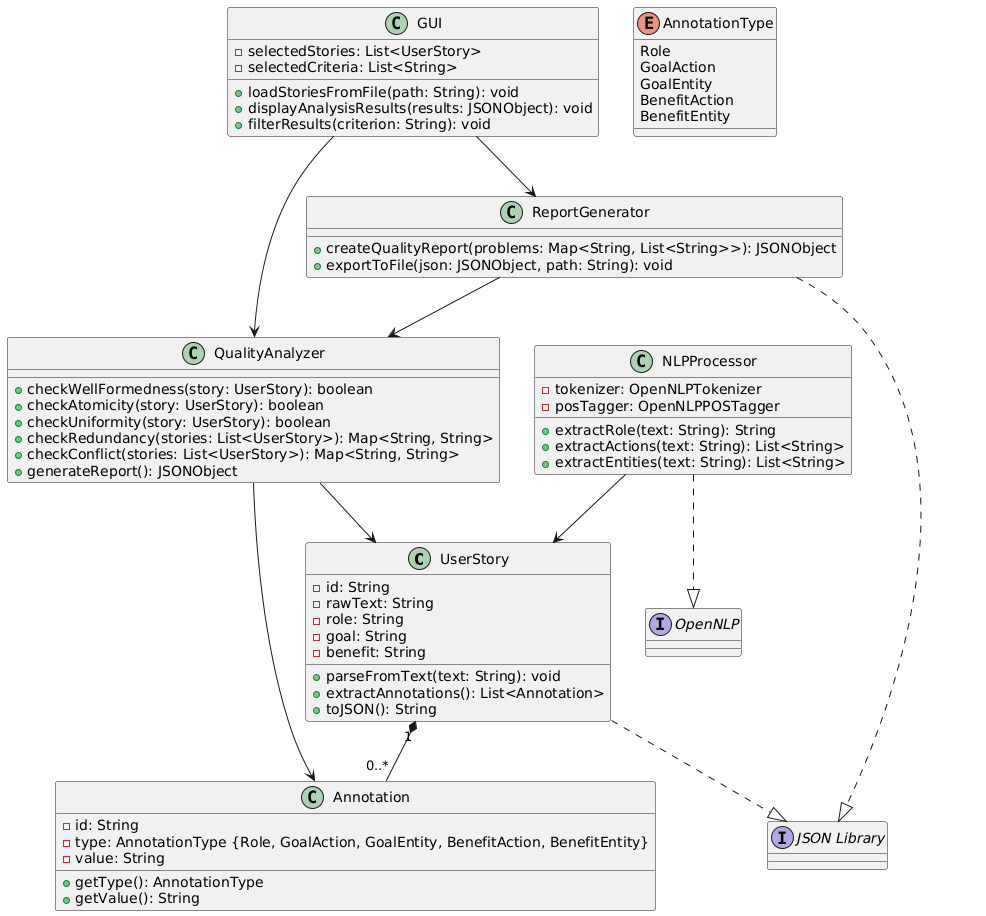 C GUI
selectedStories: List<UserStory>
selectedCriteria: List<String>
loadStoriesFromFile(path: String): void
displayAnalysisResults(results: JSONObject): void
filterResults(criterion: String): void
E AnnotationType
Role
GoalAction
GoalEntity
BenefitAction
BenefitEntity
C ReportGenerator
createQualityReport(problems: Map<String, List<String>>): JSONObject
exportToFile(json: JSONObject, path: String): void
C QualityAnalyzer
checkWellFormedness(story: UserStory): boolean
checkAtomicity(story: UserStory): boolean
checkUniformity(story: UserStory): boolean
checkRedundancy(stories: List<UserStory>): Map<String, String>
checkConflict(stories: List<UserStory>): Map<String, String>
generateReport(): JSONObject
C NLPProcessor
tokenizer: OpenNLPTokenizer
posTagger: OpenNLPPOSTagger
extractRole(text: String): String
extractActions(text: String): List<String>
extractEntities(text: String): List<String>
C UserStory
id: String
rawText: String
role: String
goal: String
benefit: String
parseFromText(text: String): void
extractAnnotations(): List<Annotation>
toJSON(): String
I OpenNLP
1
0..*
C Annotation
id: String
type: AnnotationType {Role, GoalAction, GoalEntity, BenefitAction, BenefitEntity}
value: String
getType(): AnnotationType
getValue(): String
I JSON Library